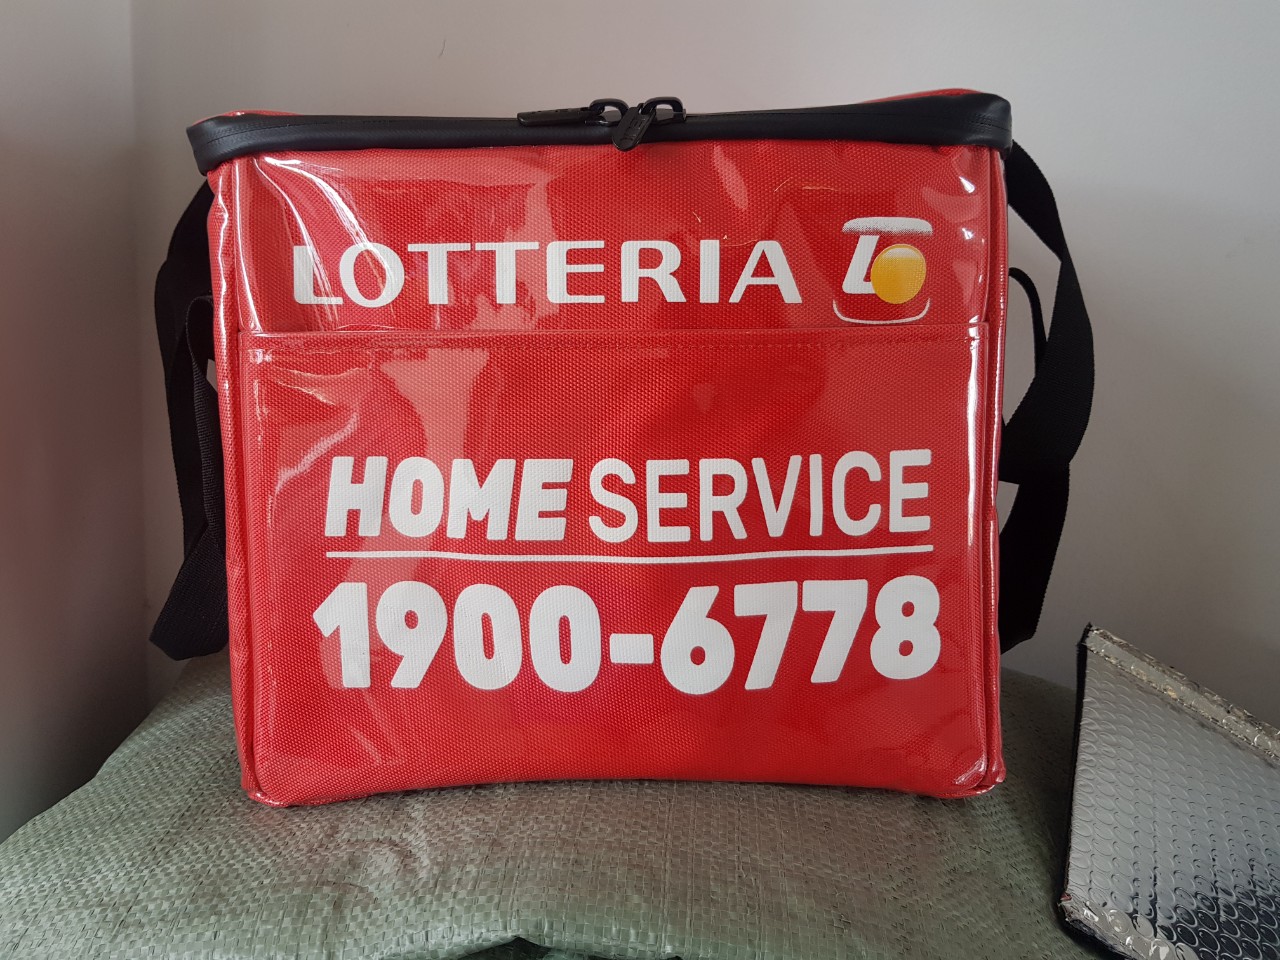 LOTTERIA L
HOME SERVICE
1900-6778